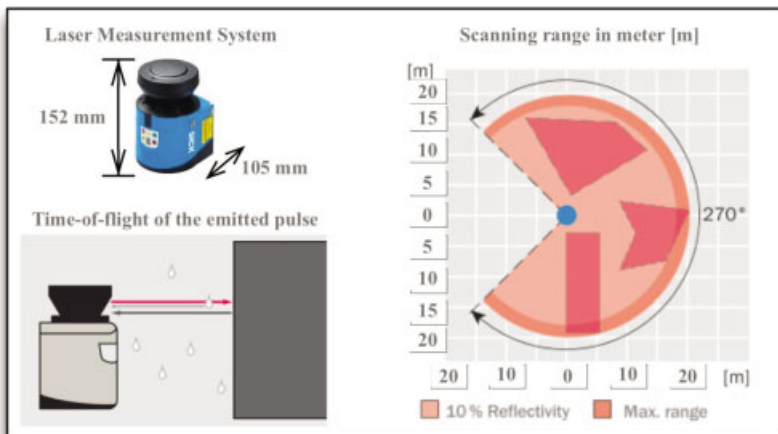 Laser Measurement System
152 mm
SICK
105 mm
Time-of-flight of the emitted pulse
Scanning range in meter [m]
[m]
20
15
10
5
0
5
10
15
20
270°
20 10 0 10 20 [m]
10 % Reflectivity Max. range